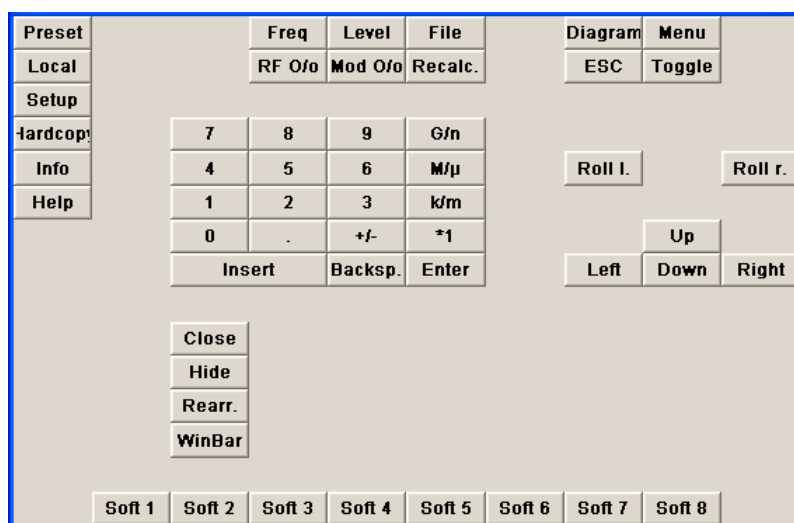 Preset Freq Level File Diagram Menu
Local RF O/o Mod O/o Recalc. ESC Toggle
Setup
Hardcopy 7 8 9 G/n
Info 4 5 6 M/µ Roll l. Roll r.
Help 1 2 3 k/m
0 . +/- *1 Up
Insert Backsp. Enter Left Down Right
Close
Hide
Rearr.
WinBar
Soft 1 Soft 2 Soft 3 Soft 4 Soft 5 Soft 6 Soft 7 Soft 8